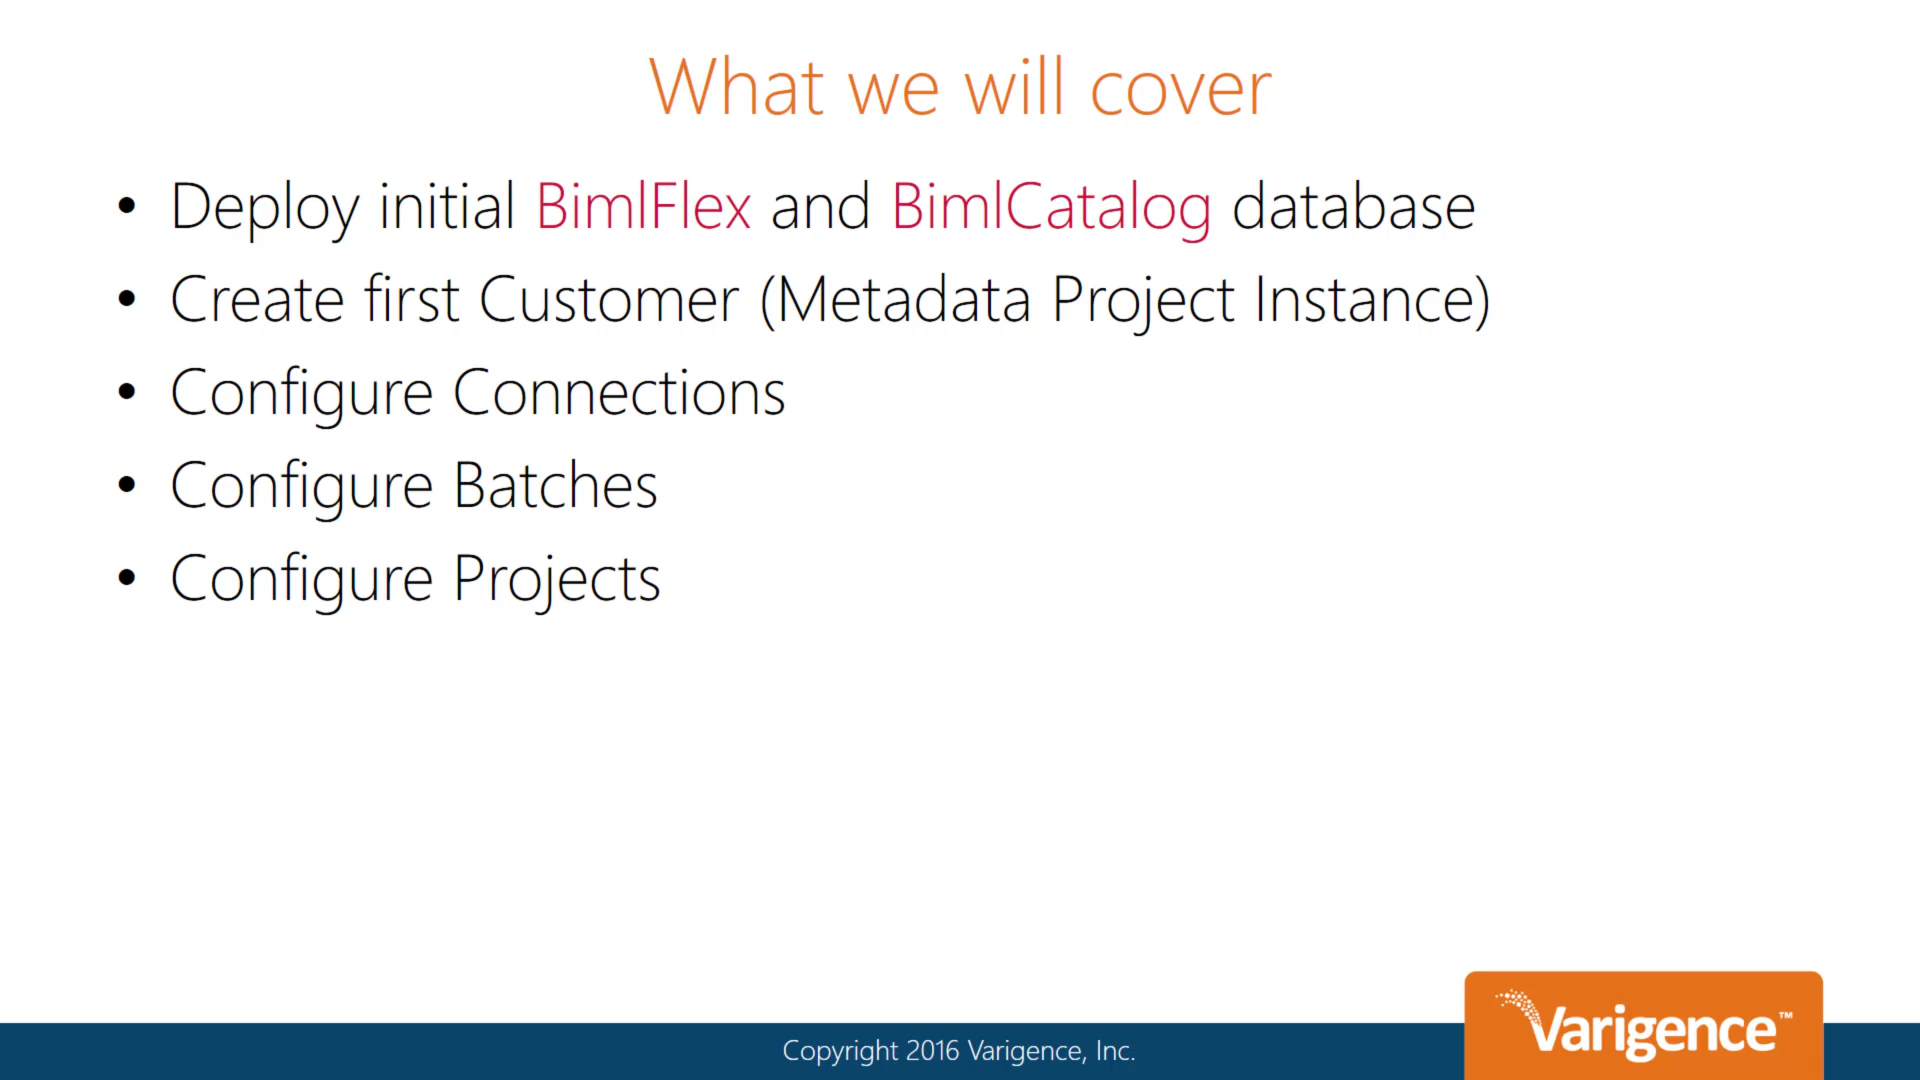 What we will cover
• Deploy initial BimlFlex and BimlCatalog database
• Create first Customer (Metadata Project Instance)
• Configure Connections
• Configure Batches
• Configure Projects
Copyright 2016 Varigence, Inc.
Varigence™